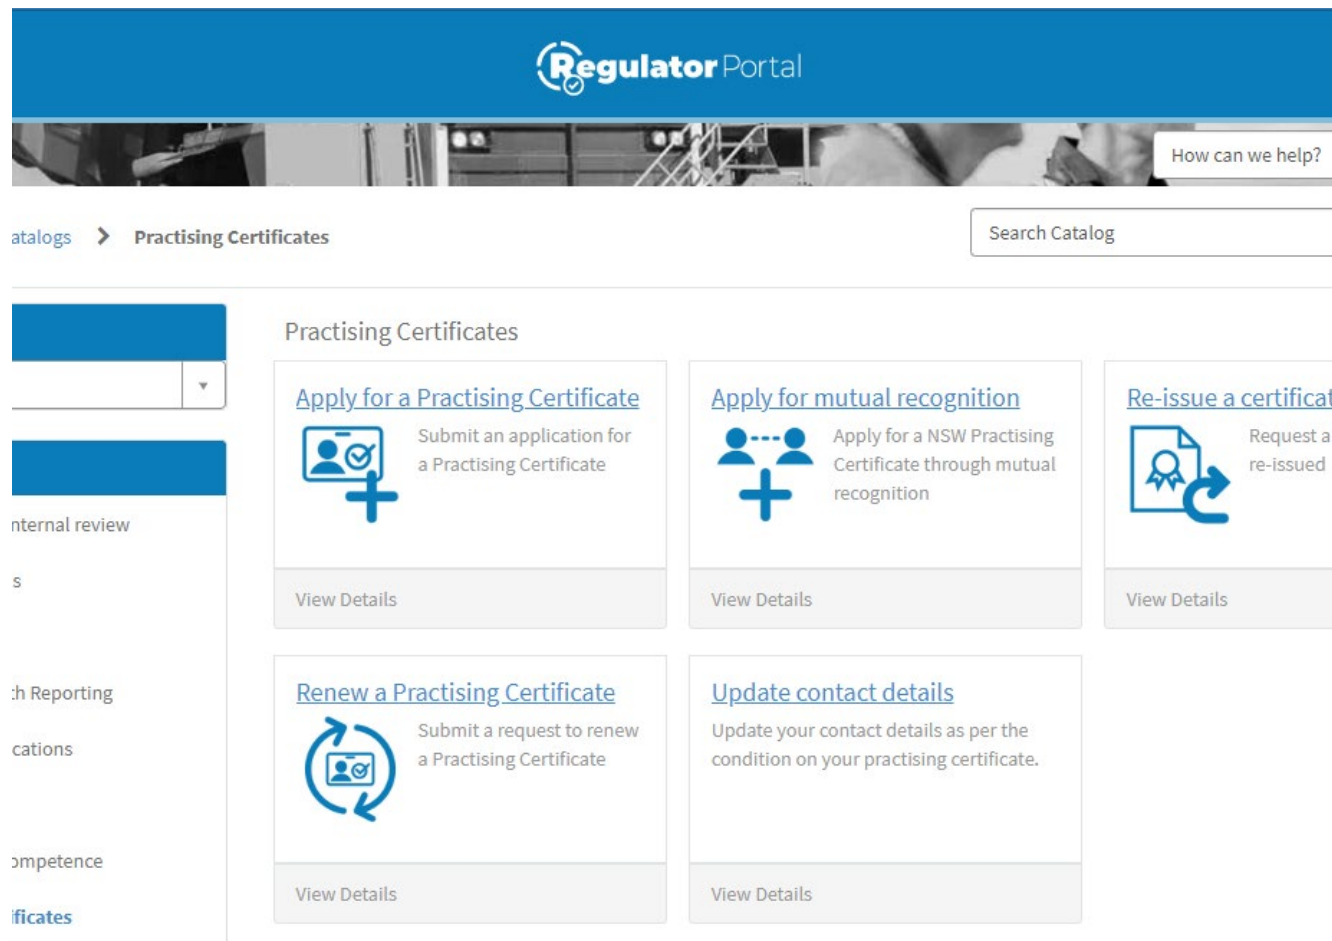 Regulator Portal
How can we help?
atalogs > Practising Certificates
Search Catalog
Practising Certificates
Apply for a Practising Certificate
Submit an application for
a Practising Certificate
View Details
Apply for mutual recognition
Apply for a NSW Practising
Certificate through mutual
recognition
View Details
Re-issue a certificat
Request a
re-issued
View Details
nternal review
s
th Reporting
cations
ompetence
ificates
Renew a Practising Certificate
Submit a request to renew
a Practising Certificate
View Details
Update contact details
Update your contact details as per the
condition on your practising certificate.
View Details